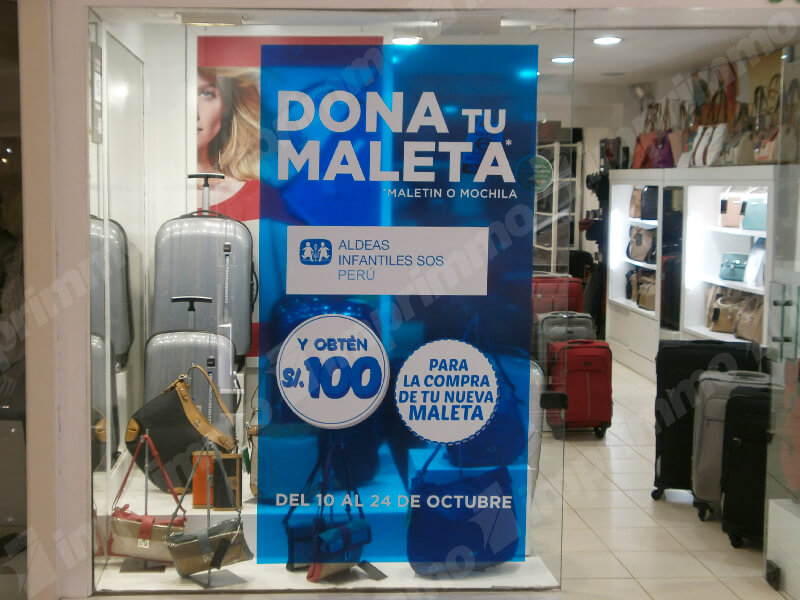 DONA TU
MALETA*
*MALETIN O MOCHILA
ALDEAS
INFANTILES SOS
PERÚ
Y OBTÉN
S/. 100
PARA
LA COMPRA
DE TU NUEVA
MALETA
DEL 10 AL 24 DE OCTUBRE
imprimmo